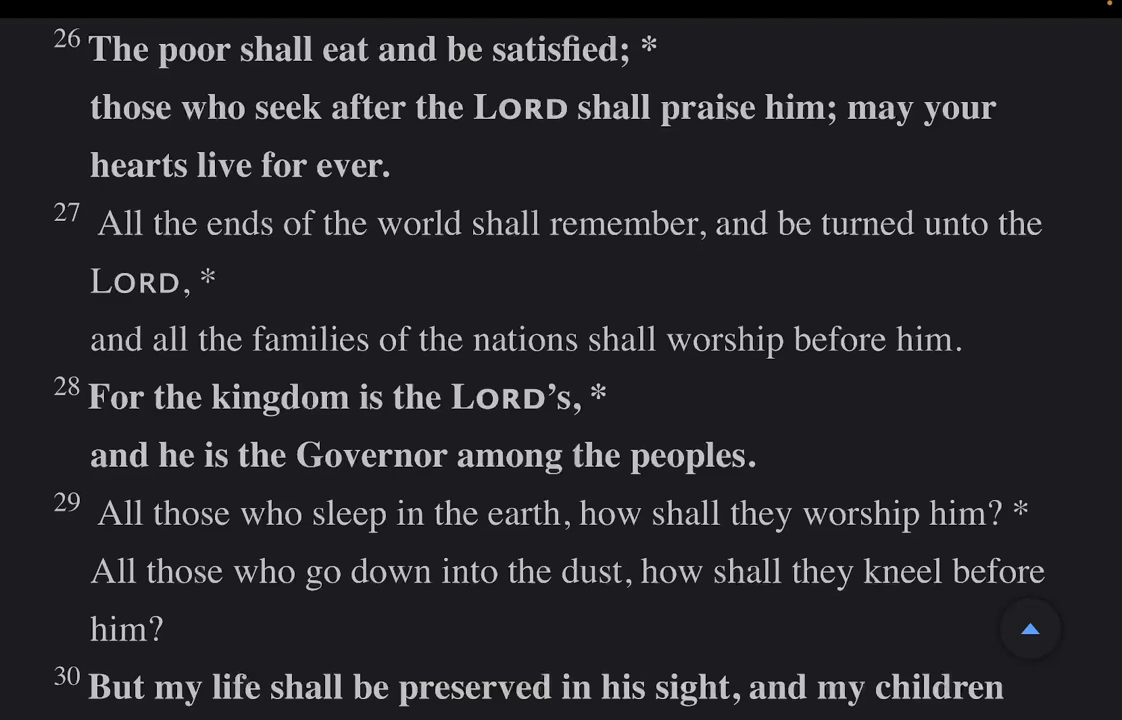 26 The poor shall eat and be satisfied; *
those who seek after the LORD shall praise him; may your
hearts live for ever.
27 All the ends of the world shall remember, and be turned unto the
LORD, *
and all the families of the nations shall worship before him.
28 For the kingdom is the LORD’s, *
and he is the Governor among the peoples.
29 All those who sleep in the earth, how shall they worship him? *
All those who go down into the dust, how shall they kneel before
him?
30 But my life shall be preserved in his sight, and my children